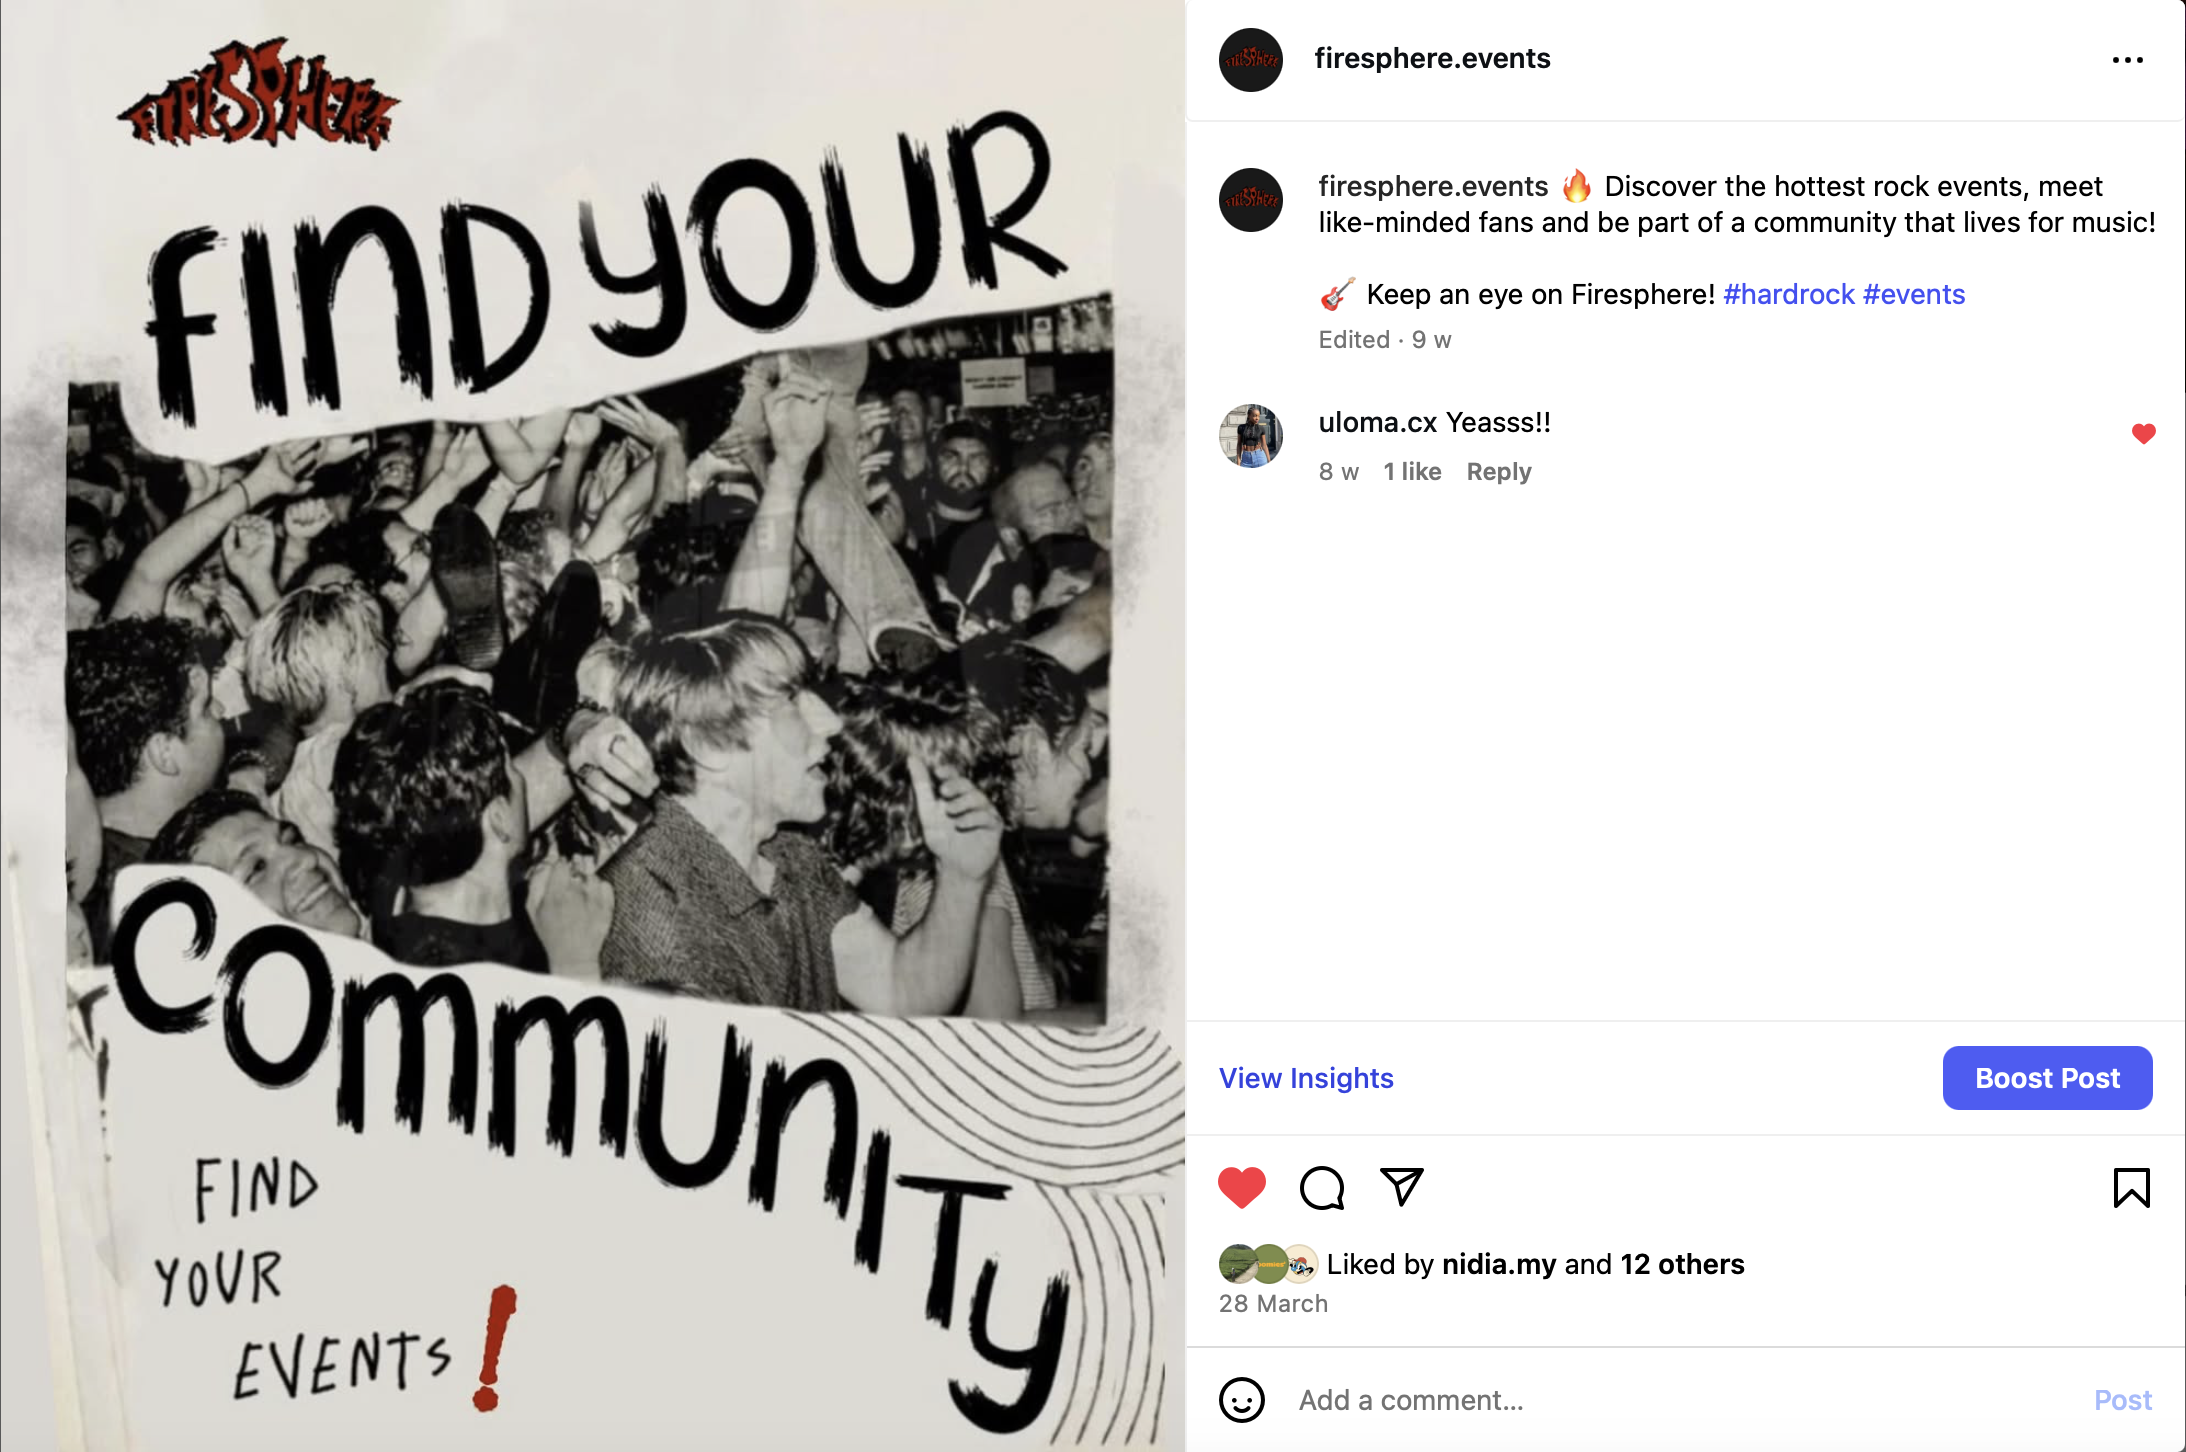 FIRESPHERE
FIND YOUR
COMMUNITY
FIND
YOUR
EVENTS!
firesphere.events
firesphere.events 🔥 Discover the hottest rock events, meet
like-minded fans and be part of a community that lives for music!
🎸 Keep an eye on Firesphere! #hardrock #events
Edited · 9 w
uloma.cx Yeasss!!
8 w 1 like Reply
View Insights
Boost Post
Liked by nidia.my and 12 others
28 March
Add a comment...
Post